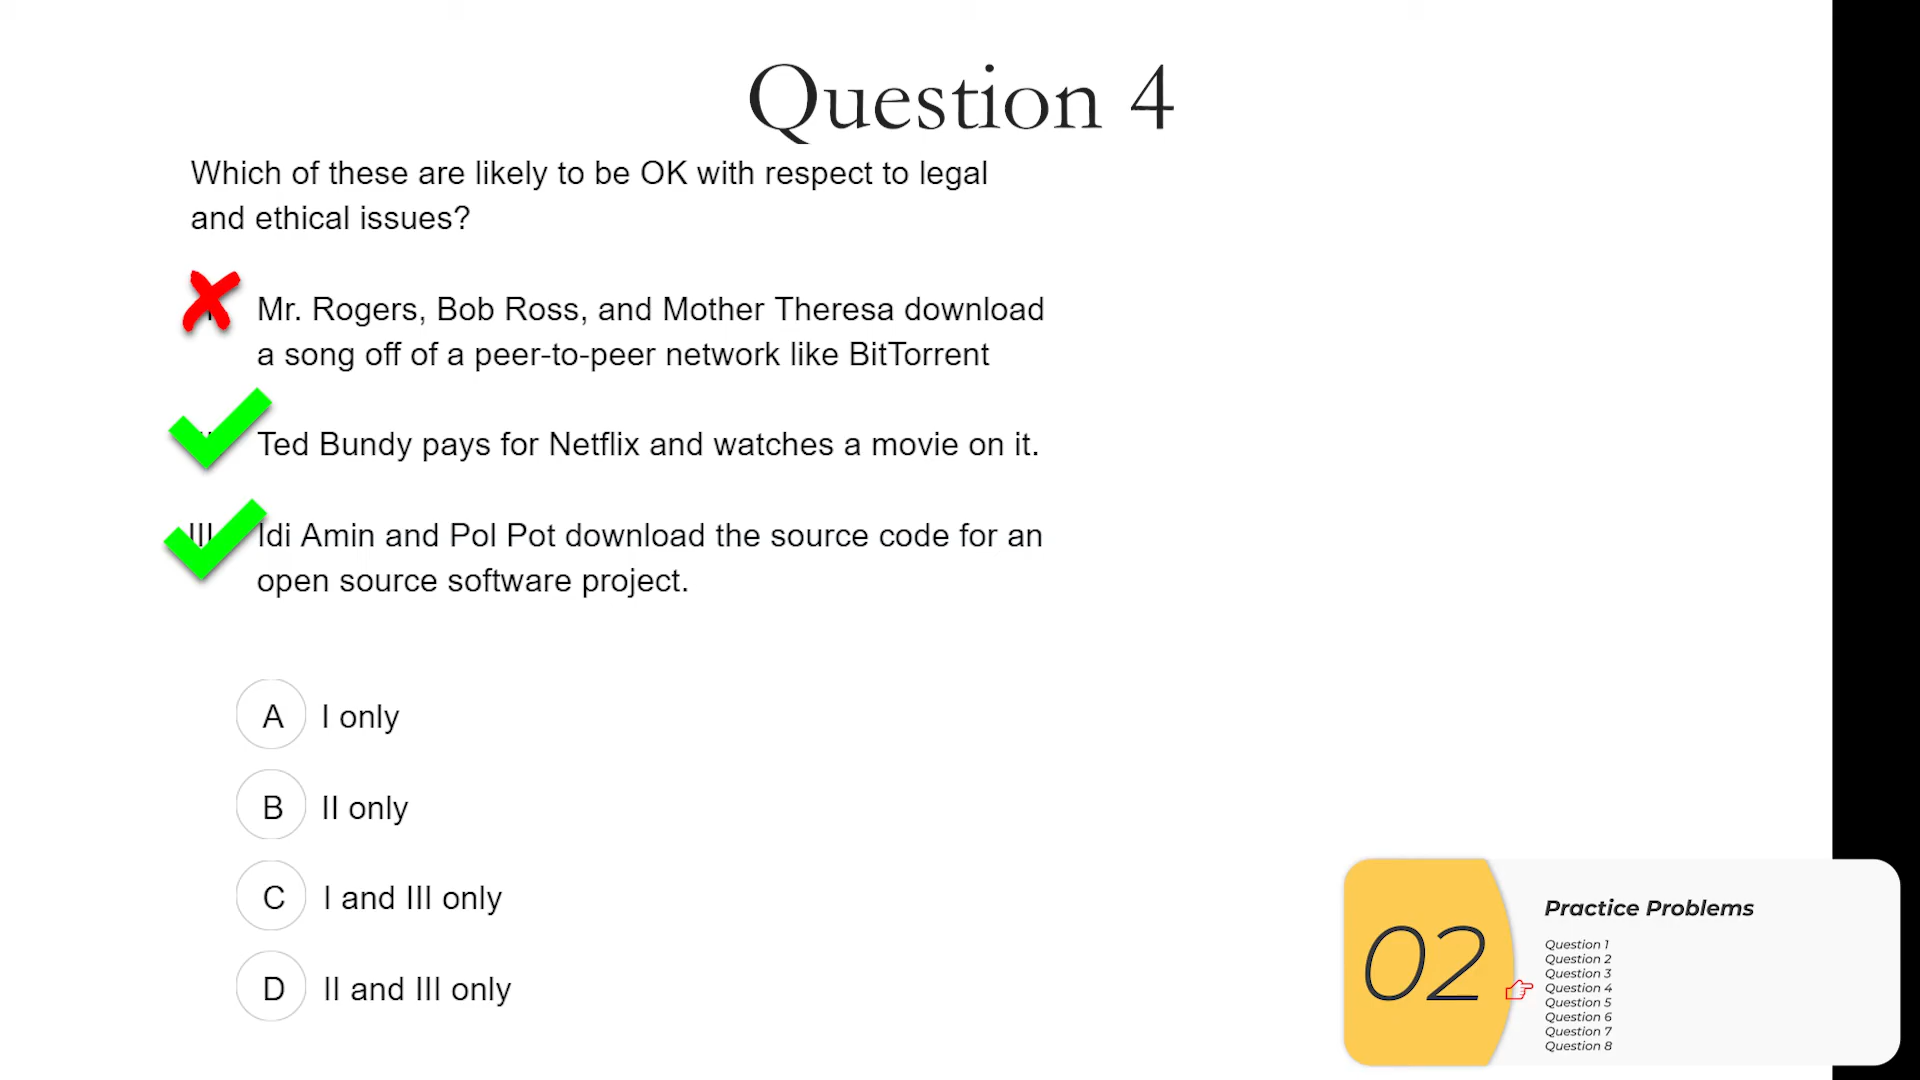 Question 4
Which of these are likely to be OK with respect to legal
and ethical issues?
Mr. Rogers, Bob Ross, and Mother Theresa download
a song off of a peer-to-peer network like BitTorrent
Ted Bundy pays for Netflix and watches a movie on it.
III. Idi Amin and Pol Pot download the source code for an
open source software project.
A I only
B II only
C I and III only
D II and III only
02
Practice Problems
Question 1
Question 2
Question 3
Question 4
Question 5
Question 6
Question 7
Question 8